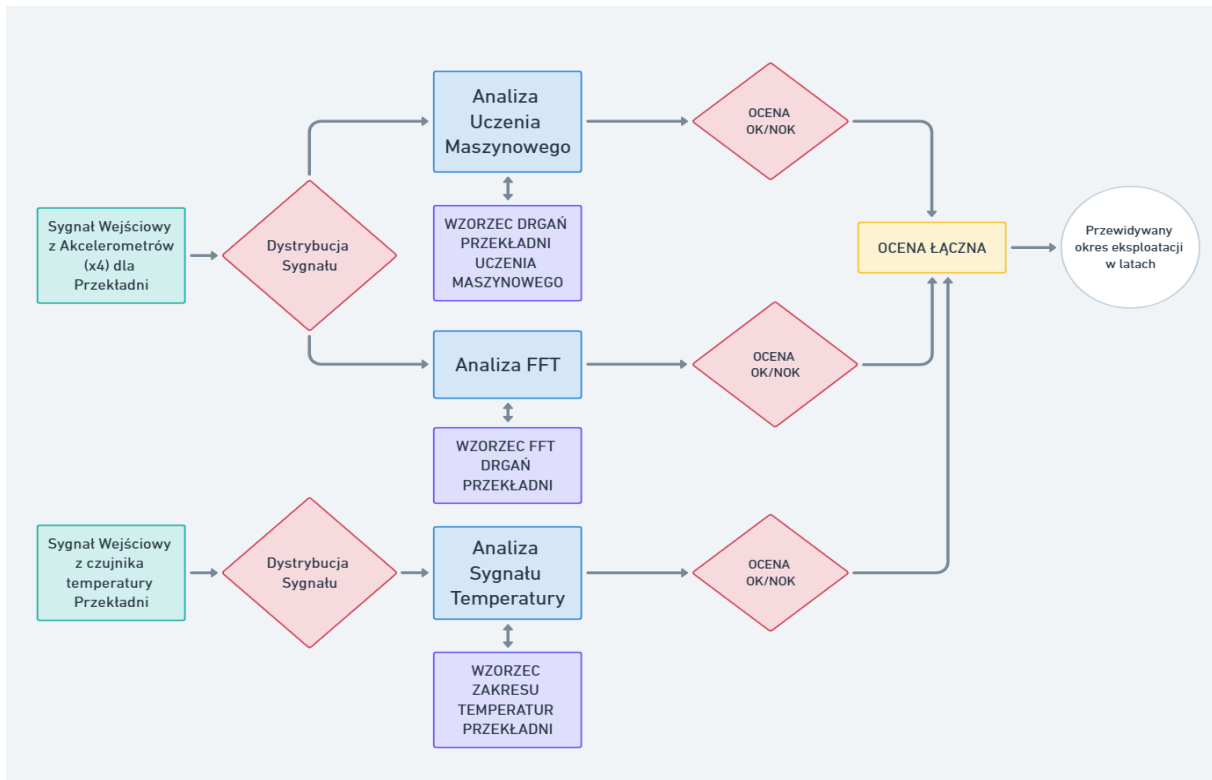 Analiza
Uczenia
Maszynowego
OCENA
OK/NOK
Sygnał Wejściowy
z Akcelerometrów
(x4) dla
Przekładni
Dystrybucja
Sygnału
WZORZEC DRGAŃ
PRZEKŁADNI
UCZENIA
MASZYNOWEGO
OCENA ŁĄCZNA
Przewidywany
okres eksploatacji
w latach
Analiza FFT
OCENA
OK/NOK
WZORZEC FFT
DRGAŃ
PRZEKŁADNI
Sygnał Wejściowy
z czujnika
temperatury
Przekładni
Dystrybucja
Sygnału
Analiza
Sygnału
Temperatury
OCENA
OK/NOK
WZORZEC
ZAKRESU
TEMPERATUR
PRZEKŁADNI